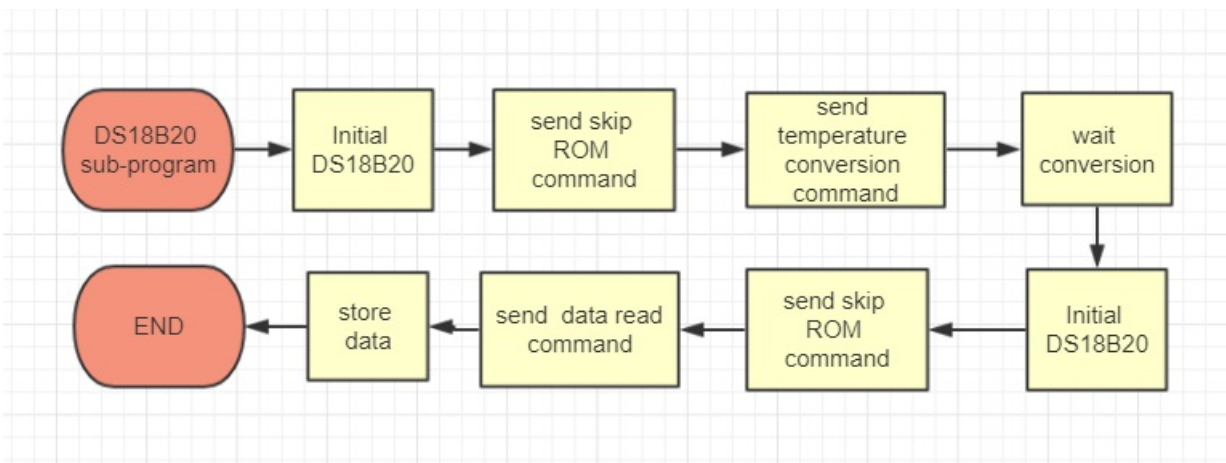 DS18B20
sub-program
Initial
DS18B20
send skip
ROM
command
send
temperature
conversion
command
wait
conversion
Initial
DS18B20
send skip
ROM
command
send data read
command
store
data
END